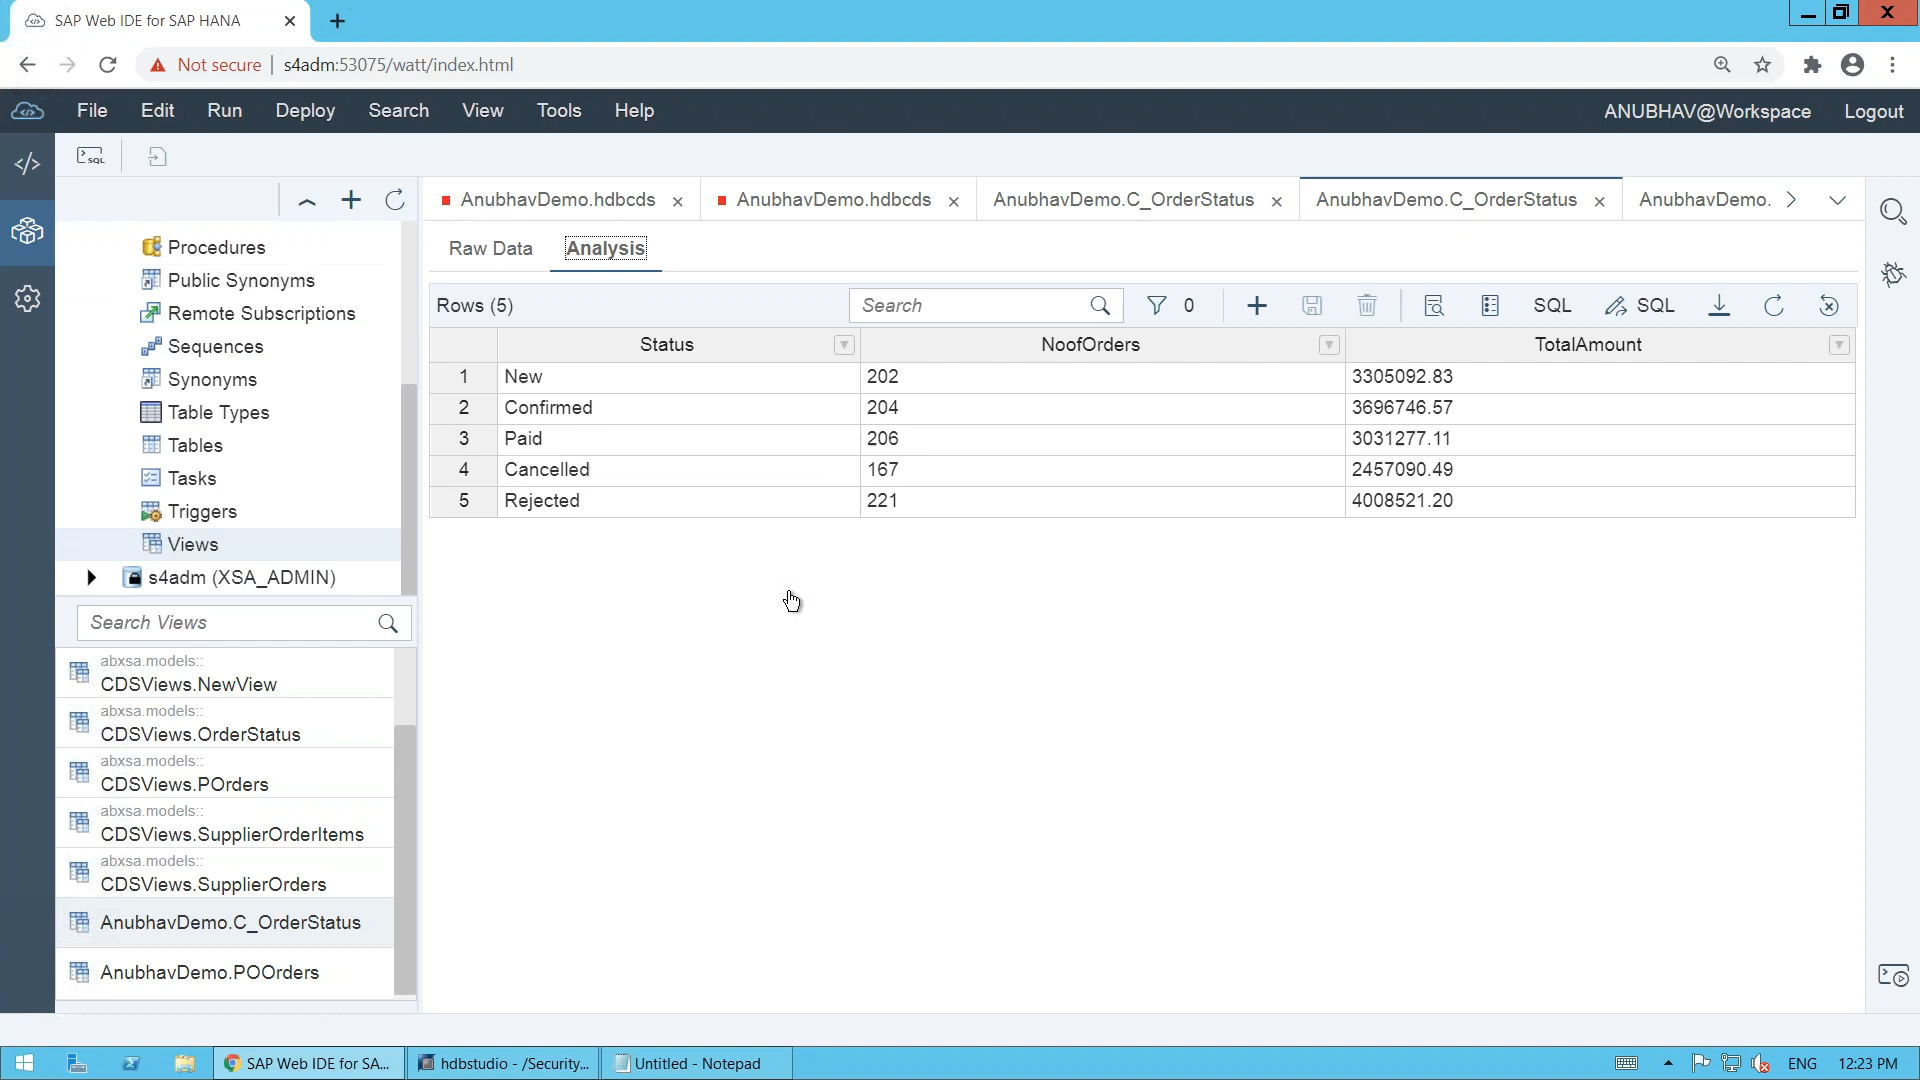 SAP Web IDE for SAP HANA
Not secure
s4adm:53075/watt/index.html
File Edit Run Deploy Search View Tools Help
ANUBHAV@Workspace Logout
SQL
AnubhavDemo.hdbcds
AnubhavDemo.hdbcds
AnubhavDemo.C_OrderStatus
AnubhavDemo.C_OrderStatus
AnubhavDemo.
Raw Data Analysis
Rows (5)
Search
0
SQL
SQL
Status NoofOrders TotalAmount
1 New 202 3305092.83
2 Confirmed 204 3696746.57
3 Paid 206 3031277.11
4 Cancelled 167 2457090.49
5 Rejected 221 4008521.20
Procedures
Public Synonyms
Remote Subscriptions
Sequences
Synonyms
Table Types
Tables
Tasks
Triggers
Views
s4adm (XSA_ADMIN)
Search Views
abxsa.models::
CDSViews.NewView
abxsa.models::
CDSViews.OrderStatus
abxsa.models::
CDSViews.POrders
abxsa.models::
CDSViews.SupplierOrderItems
abxsa.models::
CDSViews.SupplierOrders
AnubhavDemo.C_OrderStatus
AnubhavDemo.POOrders
SAP Web IDE for SA...
hdbstudio - /Security...
Untitled - Notepad
ENG
12:23 PM